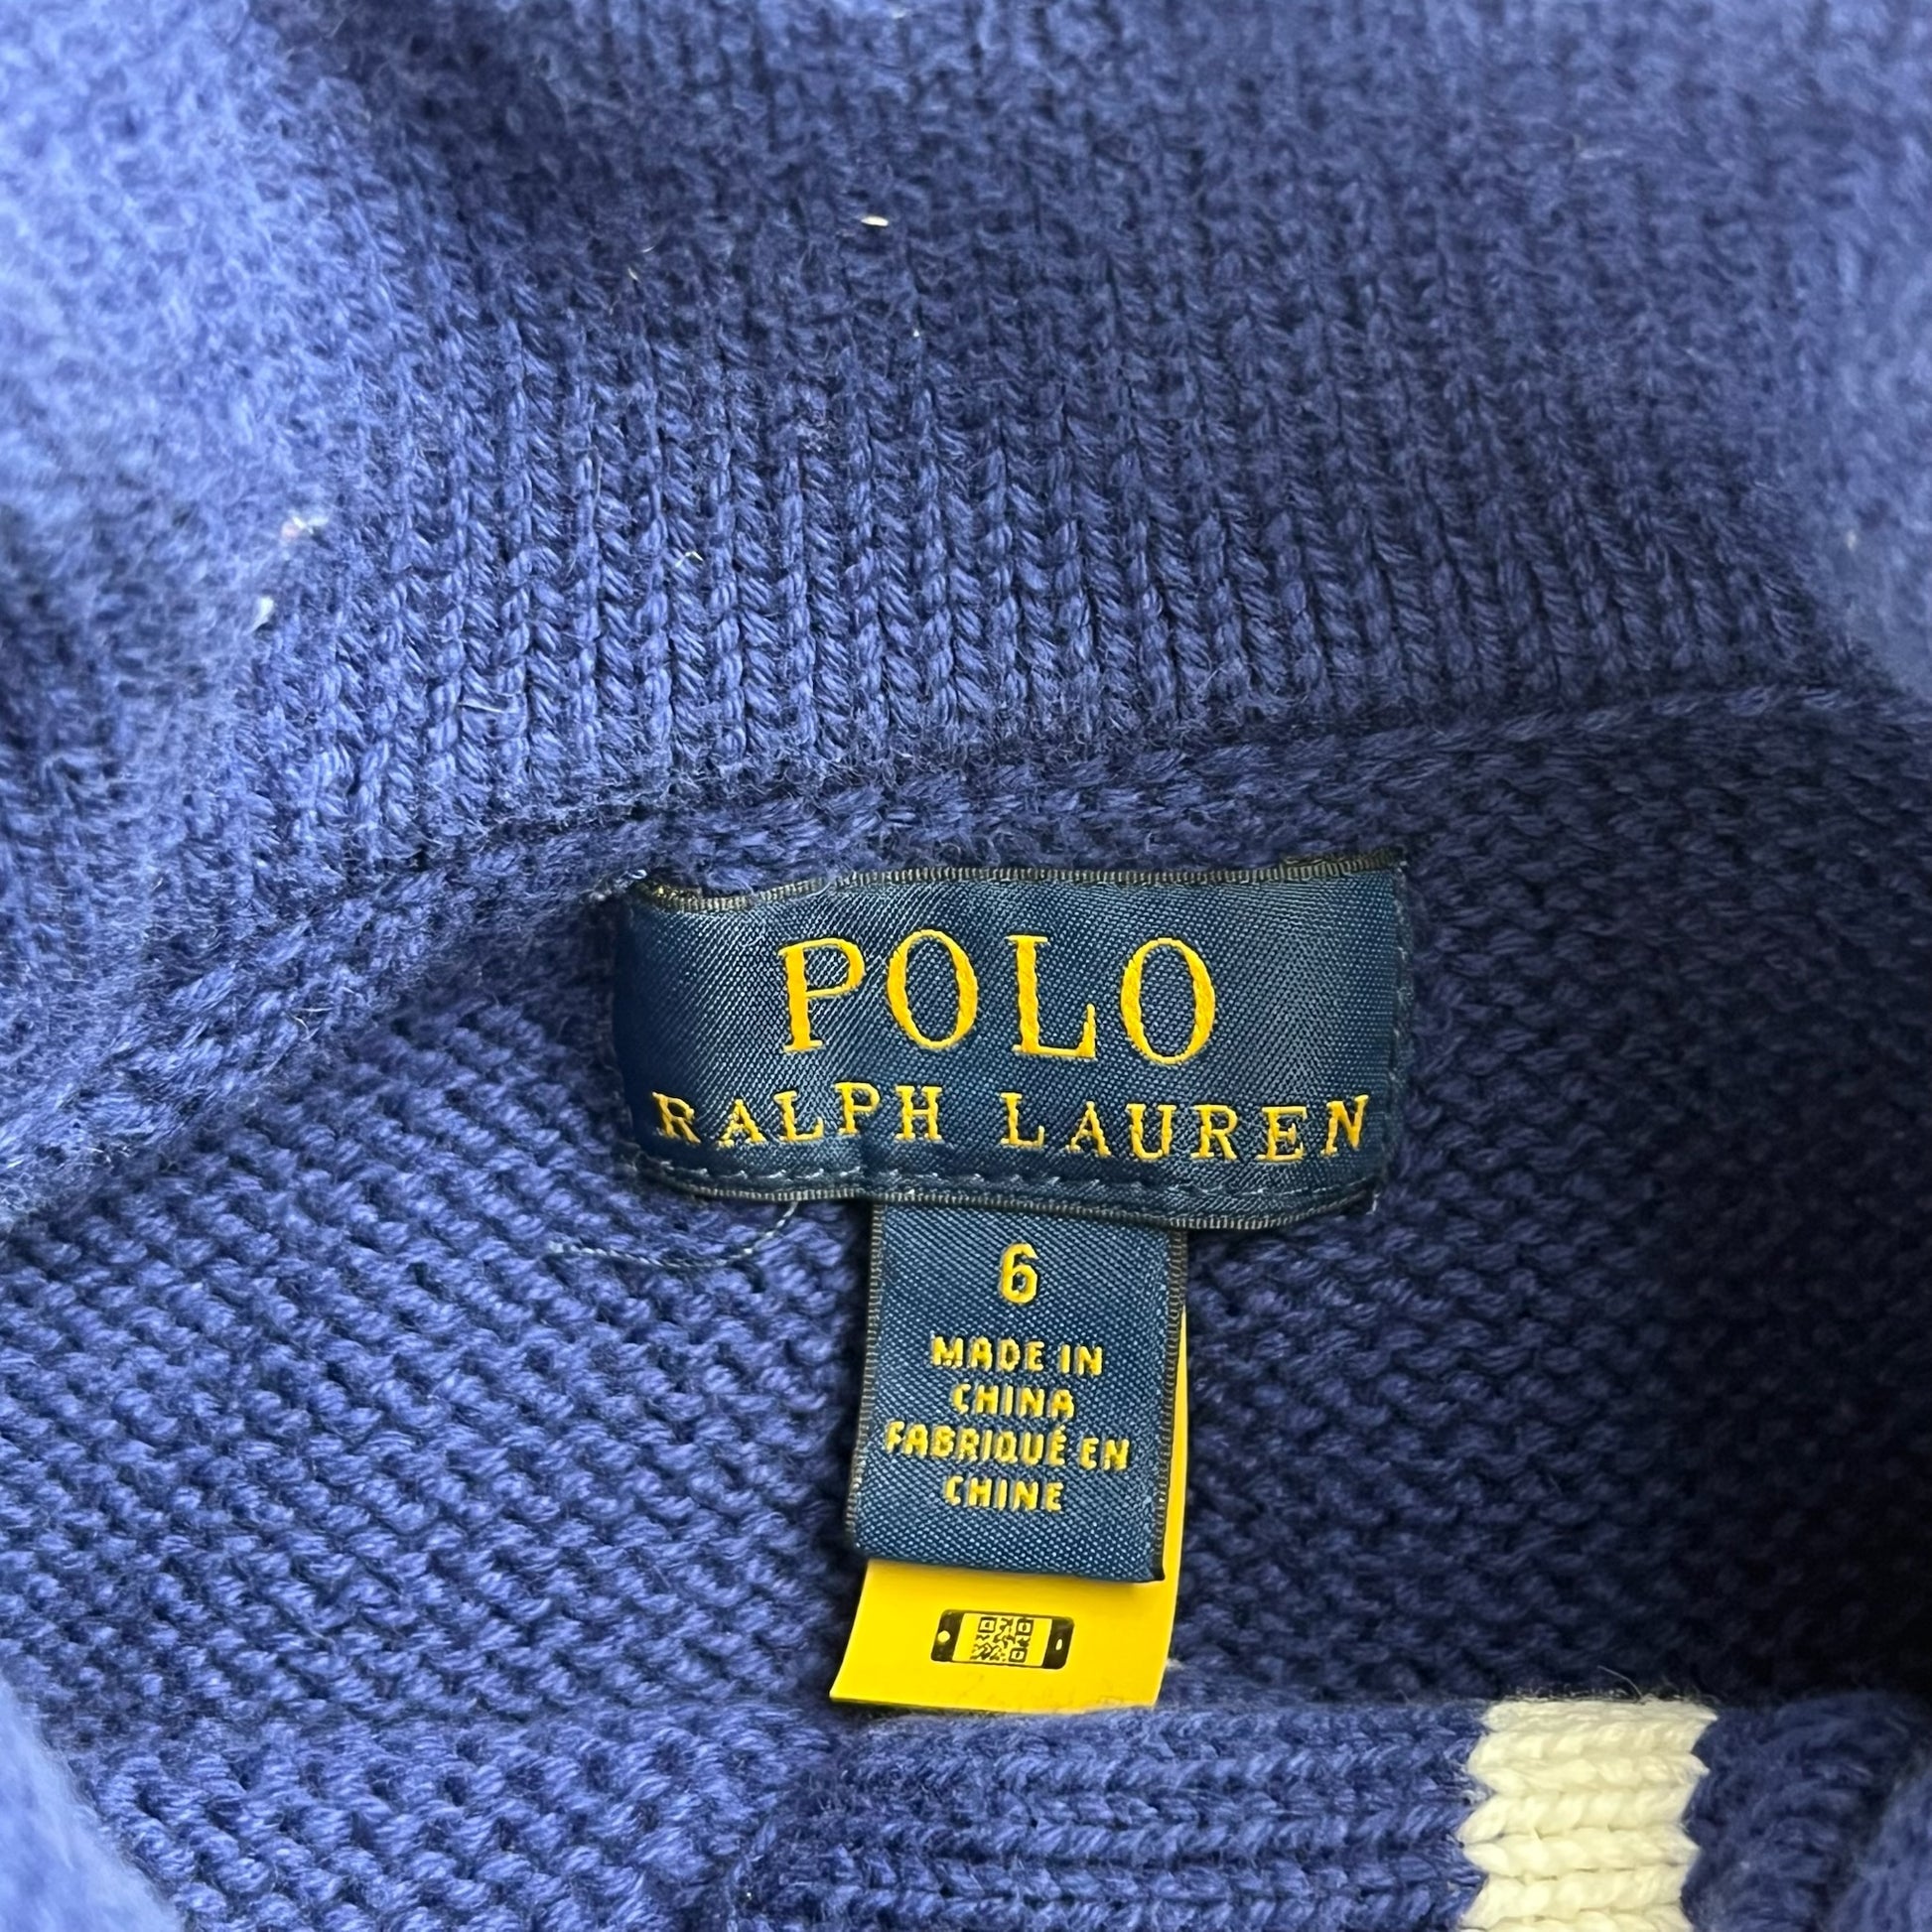 POLO
RALPH LAUREN
6
MADE IN
CHINA
FABRIQUÉ EN
CHINE